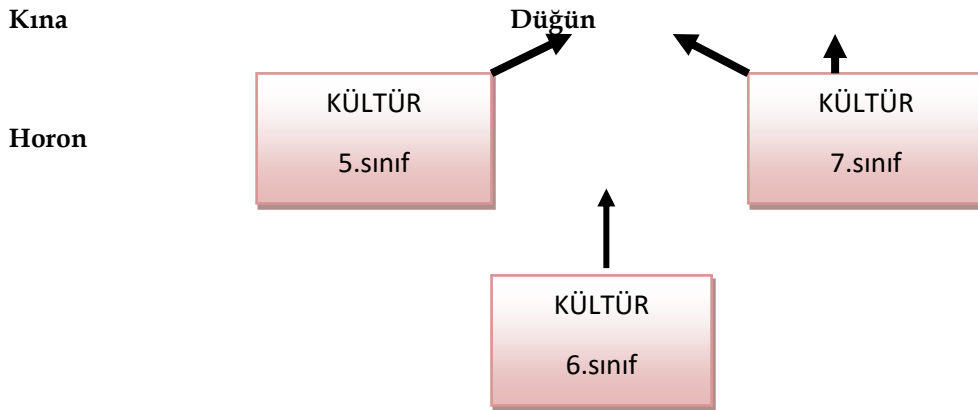 Kına Düğün
KÜLTÜR KÜLTÜR
Horon
5.sınıf 7.sınıf
KÜLTÜR
6.sınıf